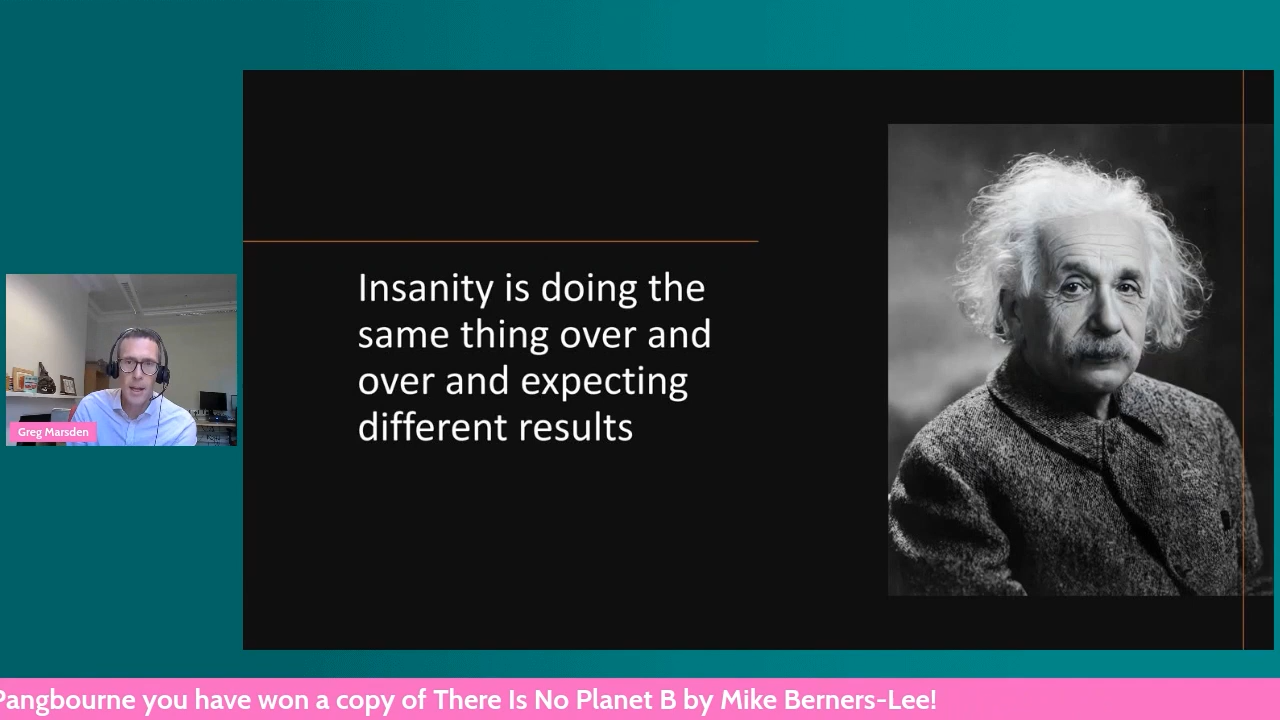 Insanity is doing the
same thing over and
over and expecting
different results
Greg Marsden
Pangbourne you have won a copy of There Is No Planet B by Mike Berners-Lee!